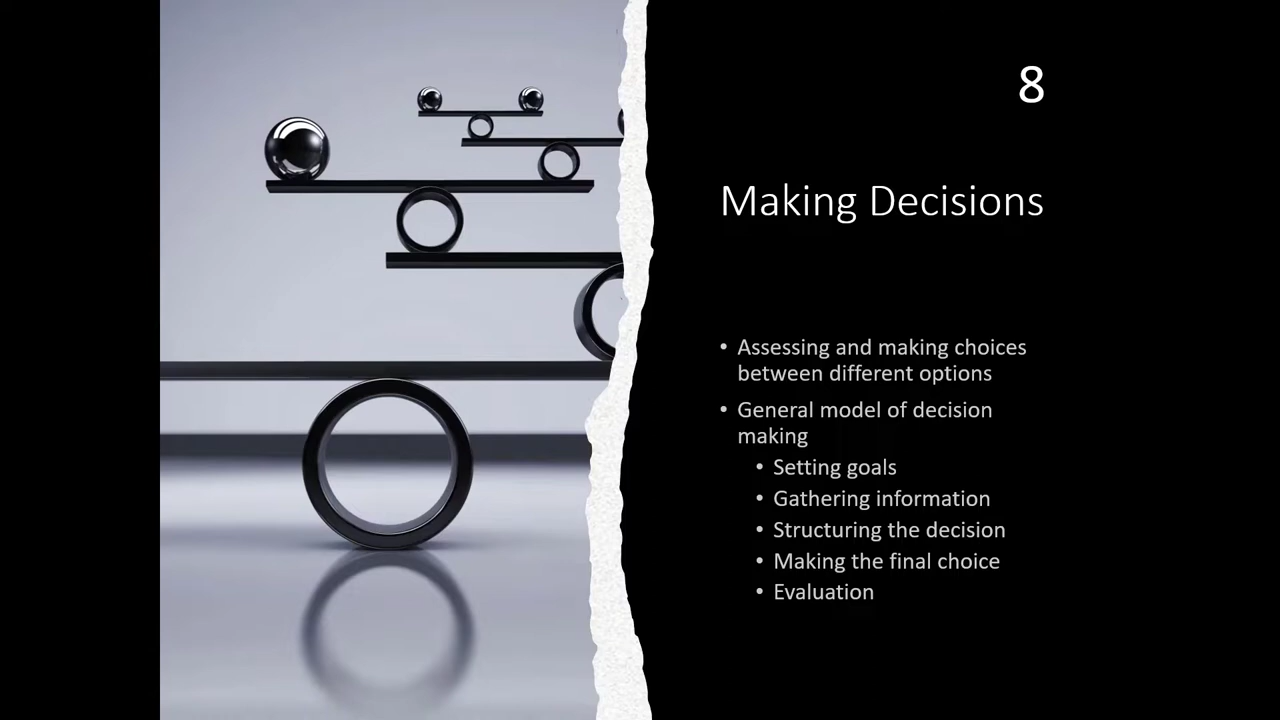 8
Making Decisions
• Assessing and making choices
between different options
• General model of decision
making
• Setting goals
• Gathering information
• Structuring the decision
• Making the final choice
• Evaluation